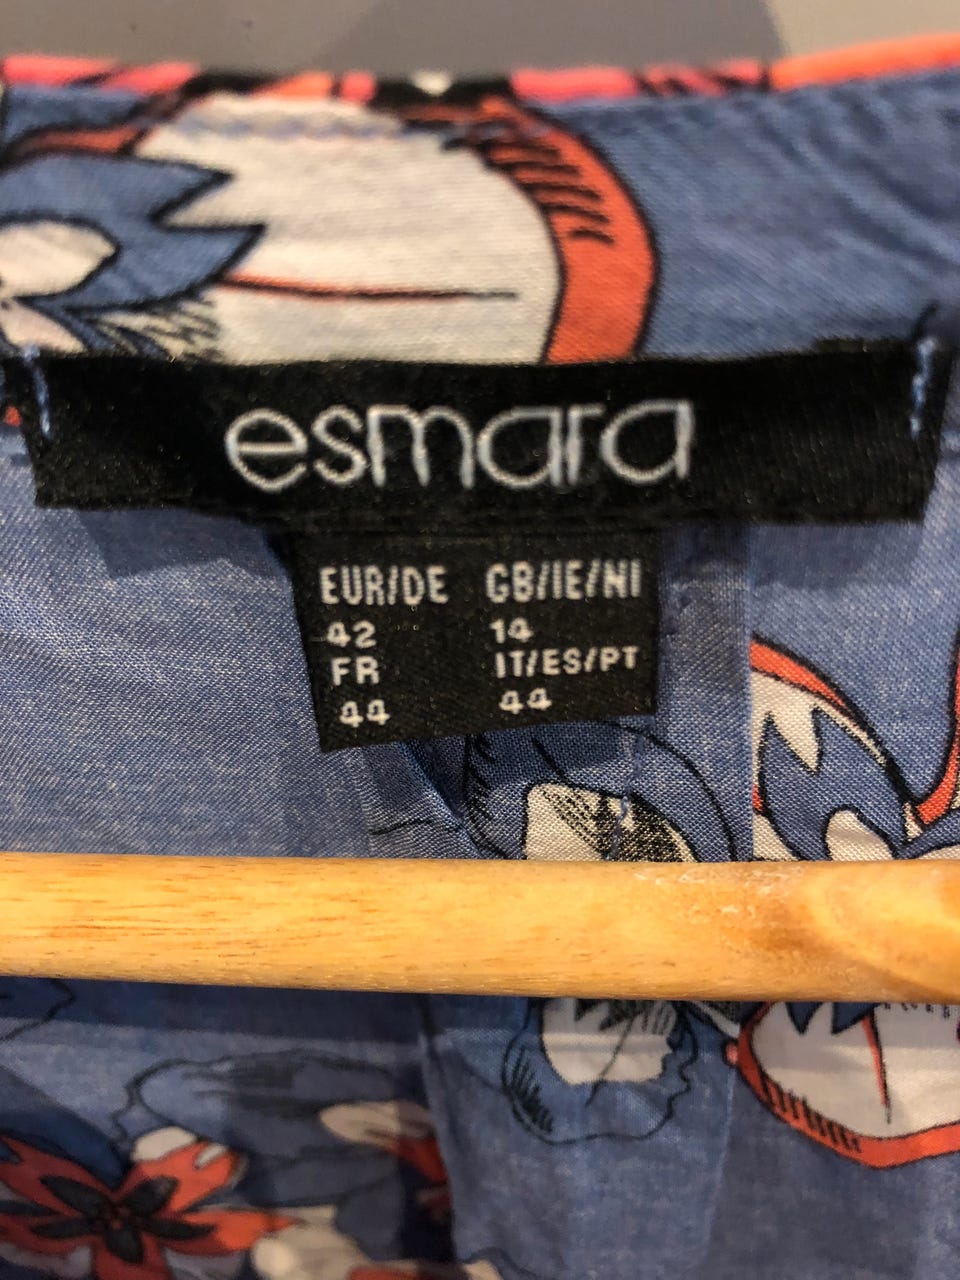 esmara
EUR/DE GB/IE/NI
42 14
FR IT/ES/PT
44 44